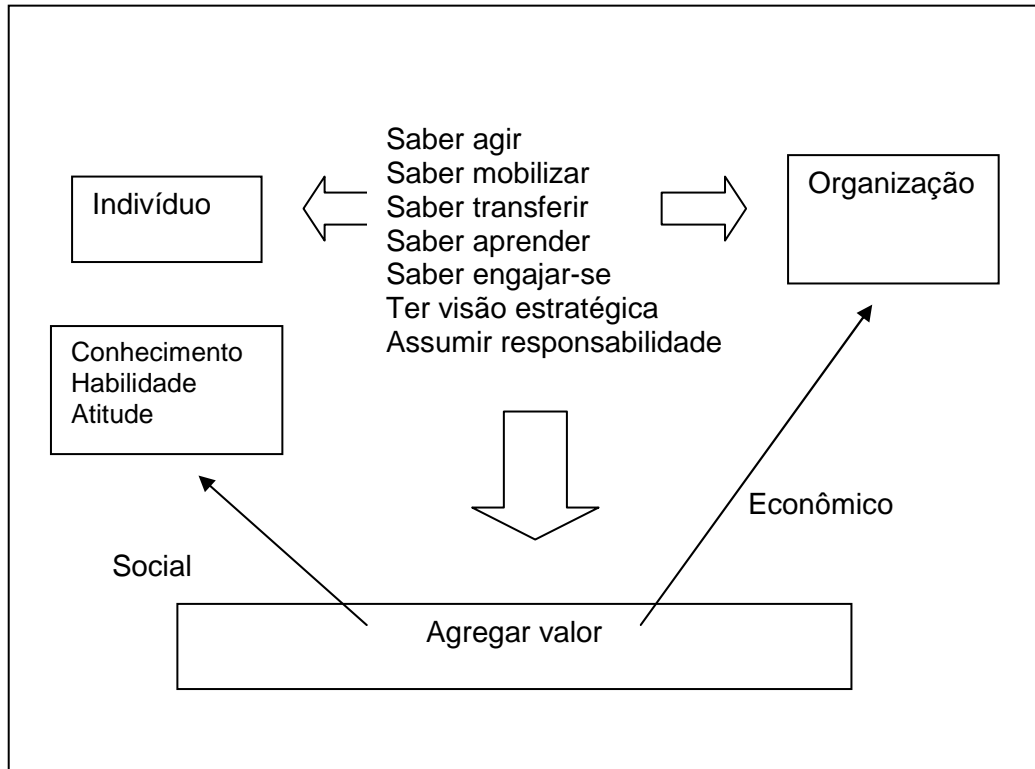 Indivíduo
Saber agir
Saber mobilizar
Saber transferir
Saber aprender
Saber engajar-se
Ter visão estratégica
Assumir responsabilidade
Organização
Conhecimento
Habilidade
Atitude
Social
Econômico
Agregar valor